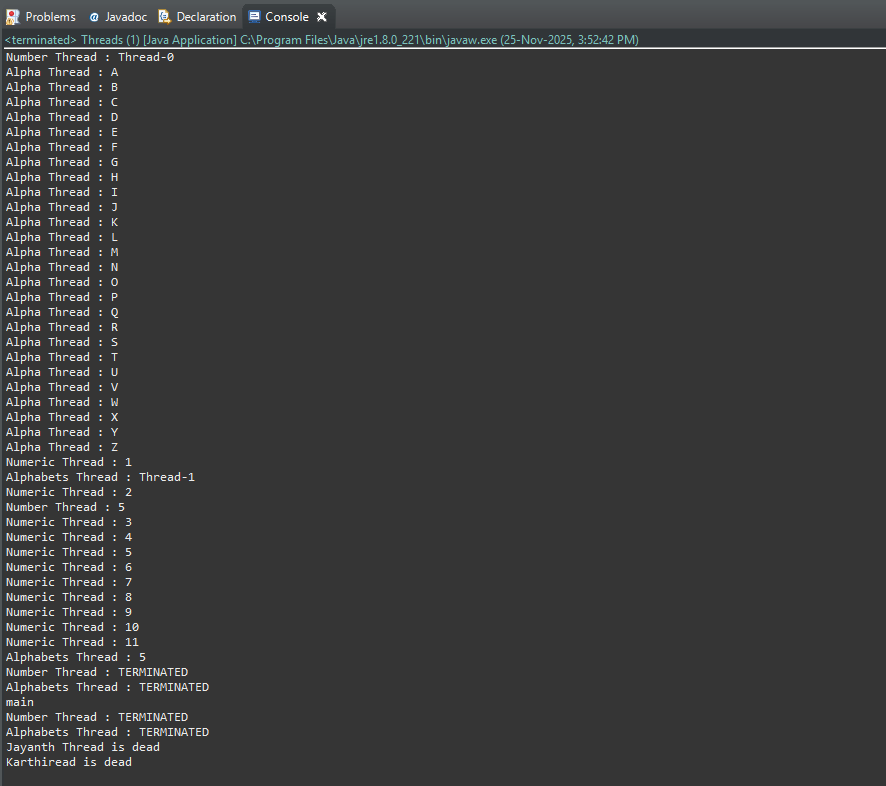 Problems Javadoc Declaration Console
<terminated> Threads (1) [Java Application] C:\Program Files\Java\jre1.8.0_221\bin\javaw.exe (25-Nov-2025, 3:52:42 PM)
Number Thread : Thread-0
Alpha Thread : A
Alpha Thread : B
Alpha Thread : C
Alpha Thread : D
Alpha Thread : E
Alpha Thread : F
Alpha Thread : G
Alpha Thread : H
Alpha Thread : I
Alpha Thread : J
Alpha Thread : K
Alpha Thread : L
Alpha Thread : M
Alpha Thread : N
Alpha Thread : O
Alpha Thread : P
Alpha Thread : Q
Alpha Thread : R
Alpha Thread : S
Alpha Thread : T
Alpha Thread : U
Alpha Thread : V
Alpha Thread : W
Alpha Thread : X
Alpha Thread : Y
Alpha Thread : Z
Numeric Thread : 1
Alphabets Thread : Thread-1
Numeric Thread : 2
Number Thread : 5
Numeric Thread : 3
Numeric Thread : 4
Numeric Thread : 5
Numeric Thread : 6
Numeric Thread : 7
Numeric Thread : 8
Numeric Thread : 9
Numeric Thread : 10
Numeric Thread : 11
Alphabets Thread : 5
Number Thread : TERMINATED
Alphabets Thread : TERMINATED
main
Number Thread : TERMINATED
Alphabets Thread : TERMINATED
Jayanth Thread is dead
Karthiread is dead